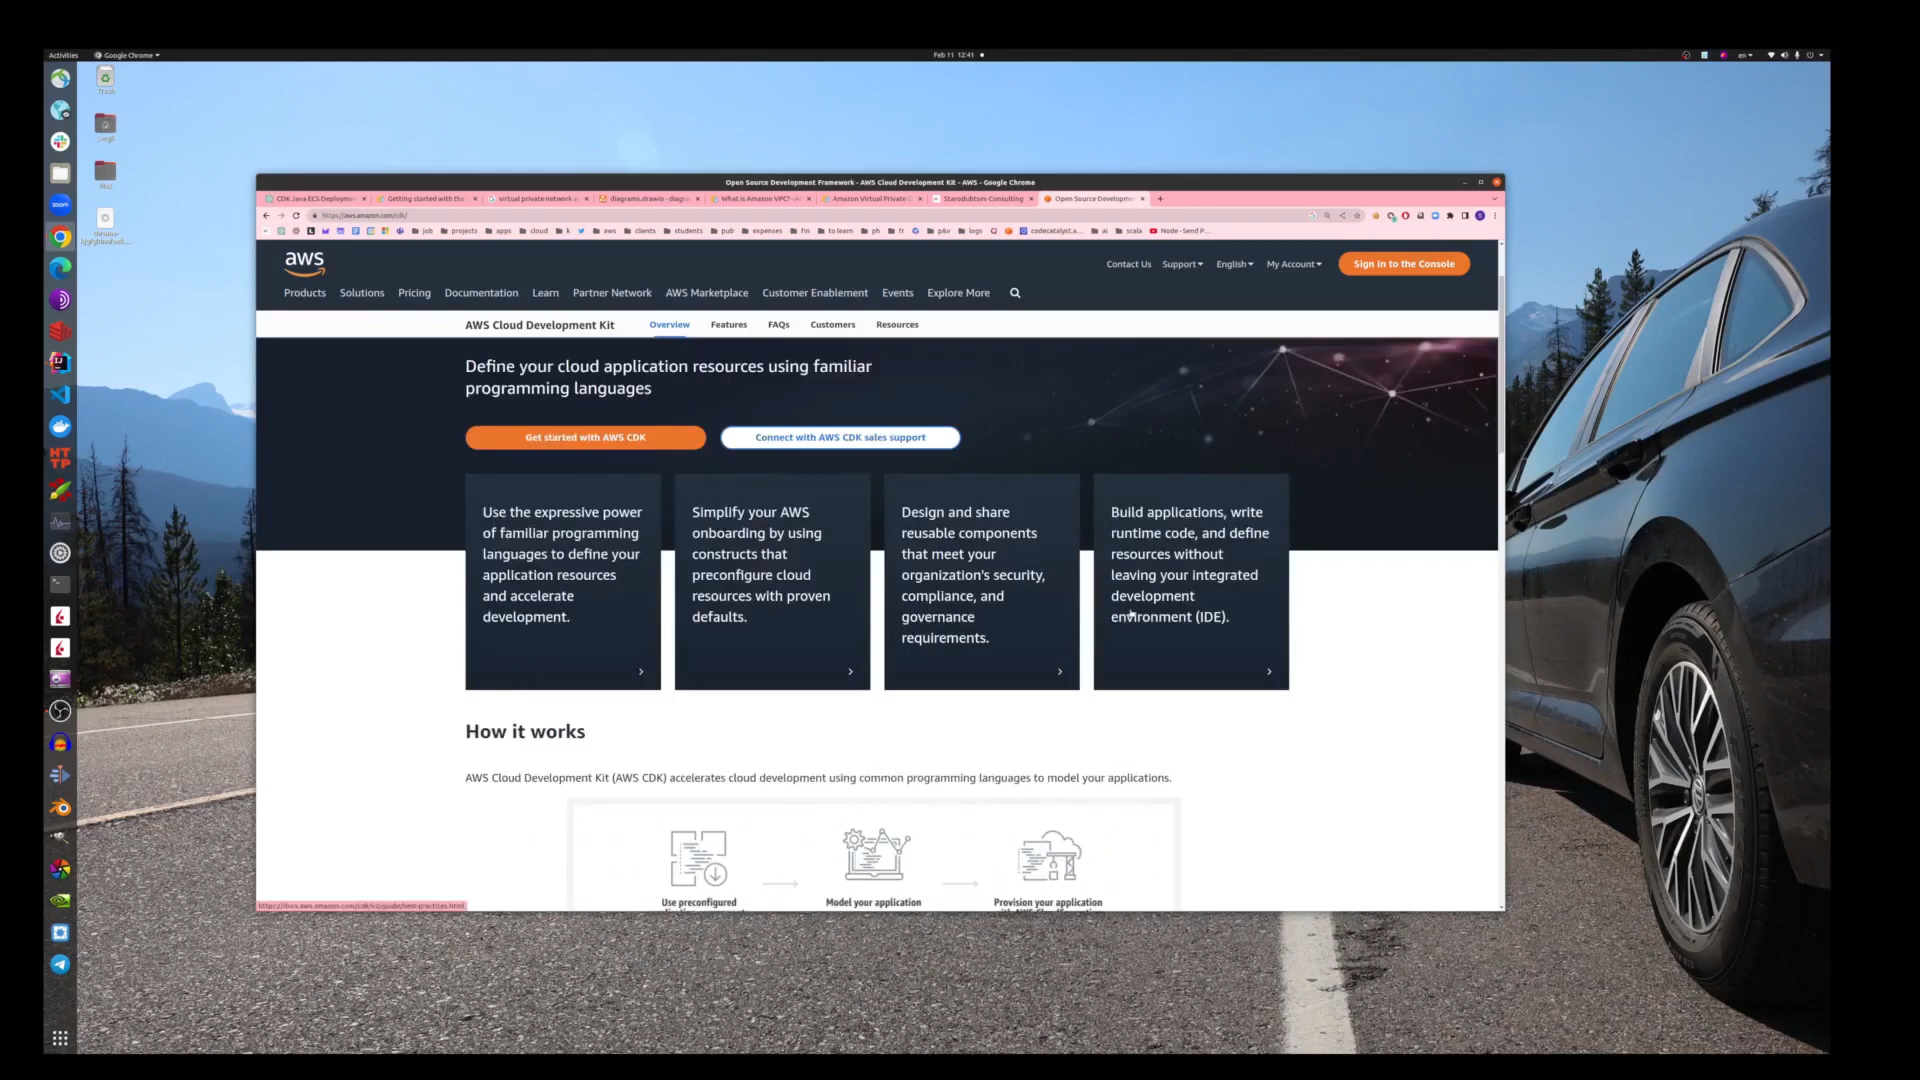 Activities
Google Chrome
Feb 11 12:41
en
Trash
sergii
files
chrome-
zoom
HT
TP
Open Source Development Framework - AWS Cloud Development Kit - AWS - Google Chrome
CDK Java ECS Deploymen
Getting started with the
virtual private network a
diagrams.drawio - diagra
What is Amazon VPC? - A
Amazon Virtual Private C
Starodubtsev Consulting
Open Source Developme
https://aws.amazon.com/cdk/
job
projects
apps
cloud
k
aws
clients
students
pub
expenses
fin
to learn
ph
fr
p&v
logs
codecatalyst.a...
ai
scala
Node - Send P...
aws
Contact Us
Support
English
My Account
Sign In to the Console
Products
Solutions
Pricing
Documentation
Learn
Partner Network
AWS Marketplace
Customer Enablement
Events
Explore More
AWS Cloud Development Kit
Overview
Features
FAQs
Customers
Resources
Define your cloud application resources using familiar
programming languages
Get started with AWS CDK
Connect with AWS CDK sales support
Use the expressive power
of familiar programming
languages to define your
application resources
and accelerate
development.
Simplify your AWS
onboarding by using
constructs that
preconfigure cloud
resources with proven
defaults.
Design and share
reusable components
that meet your
organization's security,
compliance, and
governance
requirements.
Build applications, write
runtime code, and define
resources without
leaving your integrated
development
environment (IDE).
How it works
AWS Cloud Development Kit (AWS CDK) accelerates cloud development using common programming languages to model your applications.
Use preconfigured
Model your application
Provision your application
https://docs.aws.amazon.com/cdk/v2/guide/best-practices.html